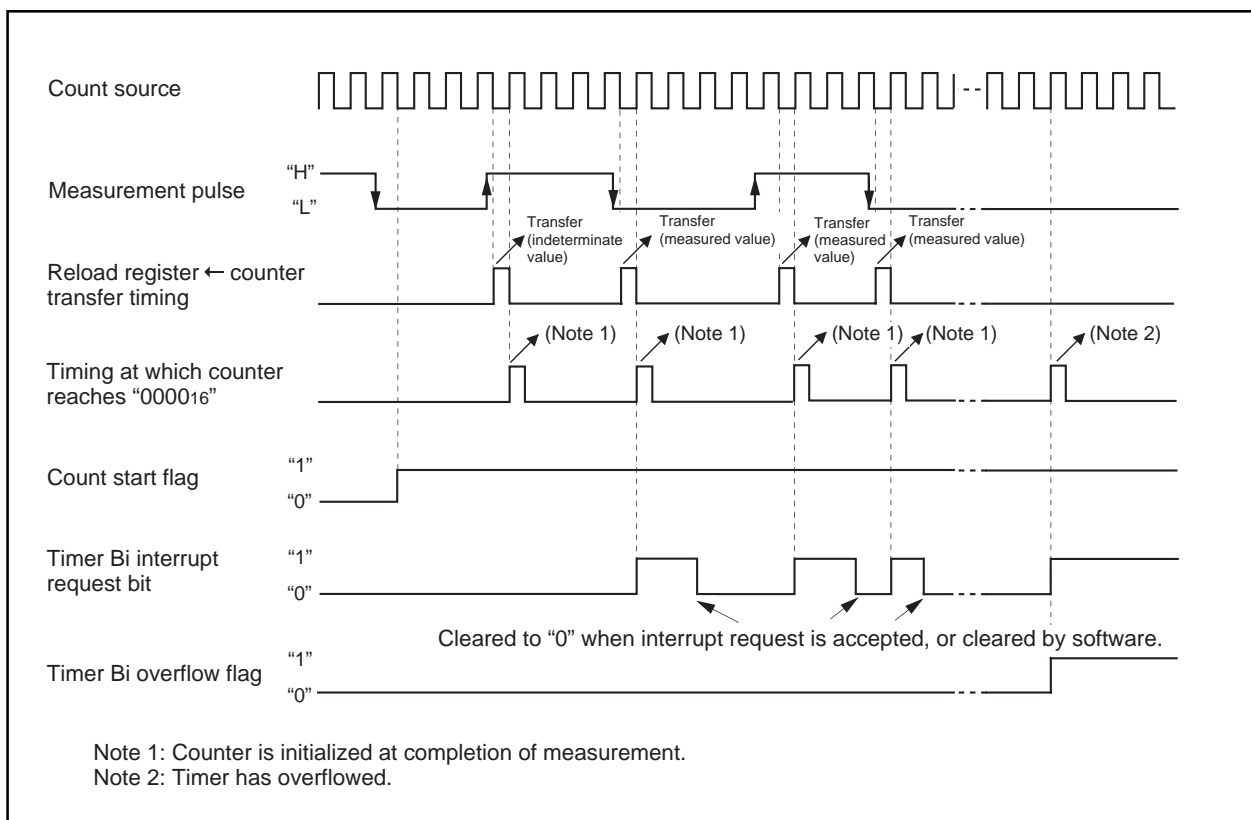 Count source
“H”
Measurement pulse
“L”
Transfer
(indeterminate
value)
Transfer
(measured value)
Transfer
(measured
value)
Transfer
(measured value)
Reload register ← counter
transfer timing
(Note 1)
(Note 1)
(Note 1)
(Note 1)
(Note 2)
Timing at which counter
reaches “0000₁₆”
“1”
Count start flag
“0”
Timer Bi interrupt
request bit
“1”
“0”
Cleared to “0” when interrupt request is accepted, or cleared by software.
“1”
Timer Bi overflow flag
“0”
Note 1: Counter is initialized at completion of measurement.
Note 2: Timer has overflowed.